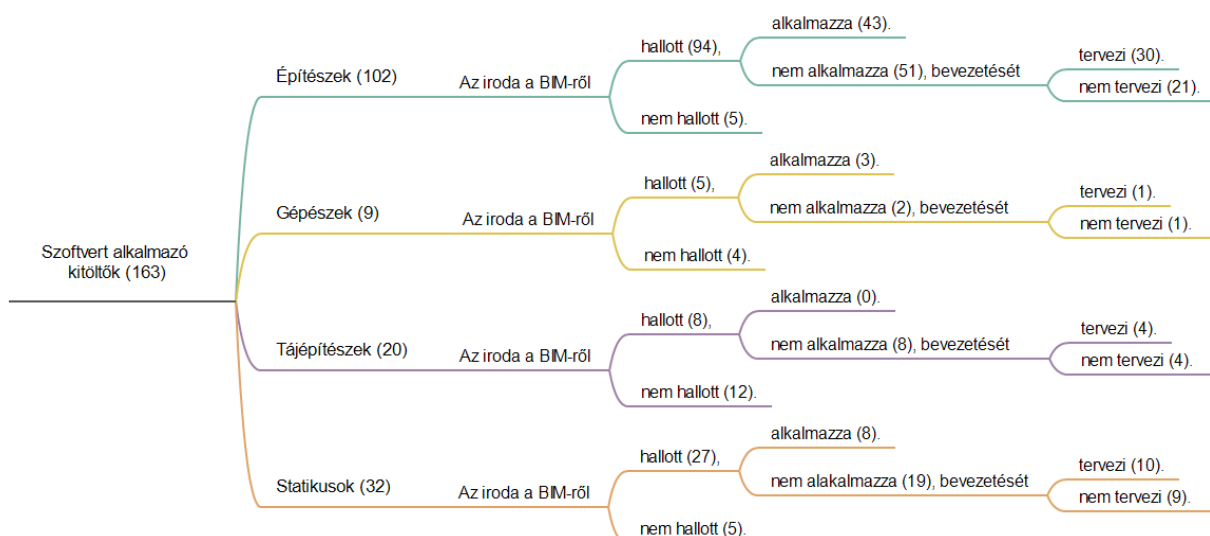 Szoftvert alkalmazó
kitöltők (163)
Építészek (102)
Az iroda a BIM-ről
hallott (94),
alkalmazza (43).
nem alkalmazza (51), bevezetését
tervezi (30).
nem tervezi (21).
nem hallott (5).
Gépészek (9)
Az iroda a BIM-ről
hallott (5),
alkalmazza (3).
nem alkalmazza (2), bevezetését
tervezi (1).
nem tervezi (1).
nem hallott (4).
Tájépítészek (20)
Az iroda a BIM-ről
hallott (8),
alkalmazza (0).
nem alkalmazza (8), bevezetését
tervezi (4).
nem tervezi (4).
nem hallott (12).
Statikusok (32)
Az iroda a BIM-ről
hallott (27),
alkalmazza (8).
nem alakalmazza (19), bevezetését
tervezi (10).
nem tervezi (9).
nem hallott (5).